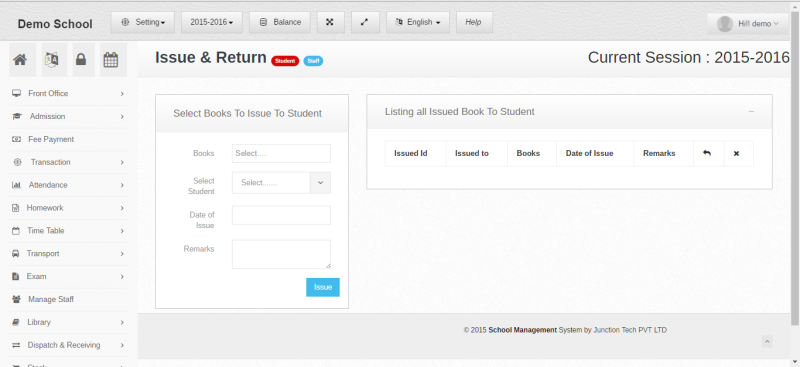 Demo School
Setting
2015-2016
Balance
English
Help
Hi!! demo
Front Office
Admission
Fee Payment
Transaction
Attendance
Homework
Time Table
Transport
Exam
Manage Staff
Library
Dispatch & Receiving
Issue & Return Student Staff
Current Session : 2015-2016
Select Books To Issue To Student
Books
Select....
Select
Student
Select.......
Date of
Issue
Remarks
Issue
Listing all Issued Book To Student
Issued Id Issued to Books Date of Issue Remarks
© 2015 School Management System by Junction Tech PVT LTD